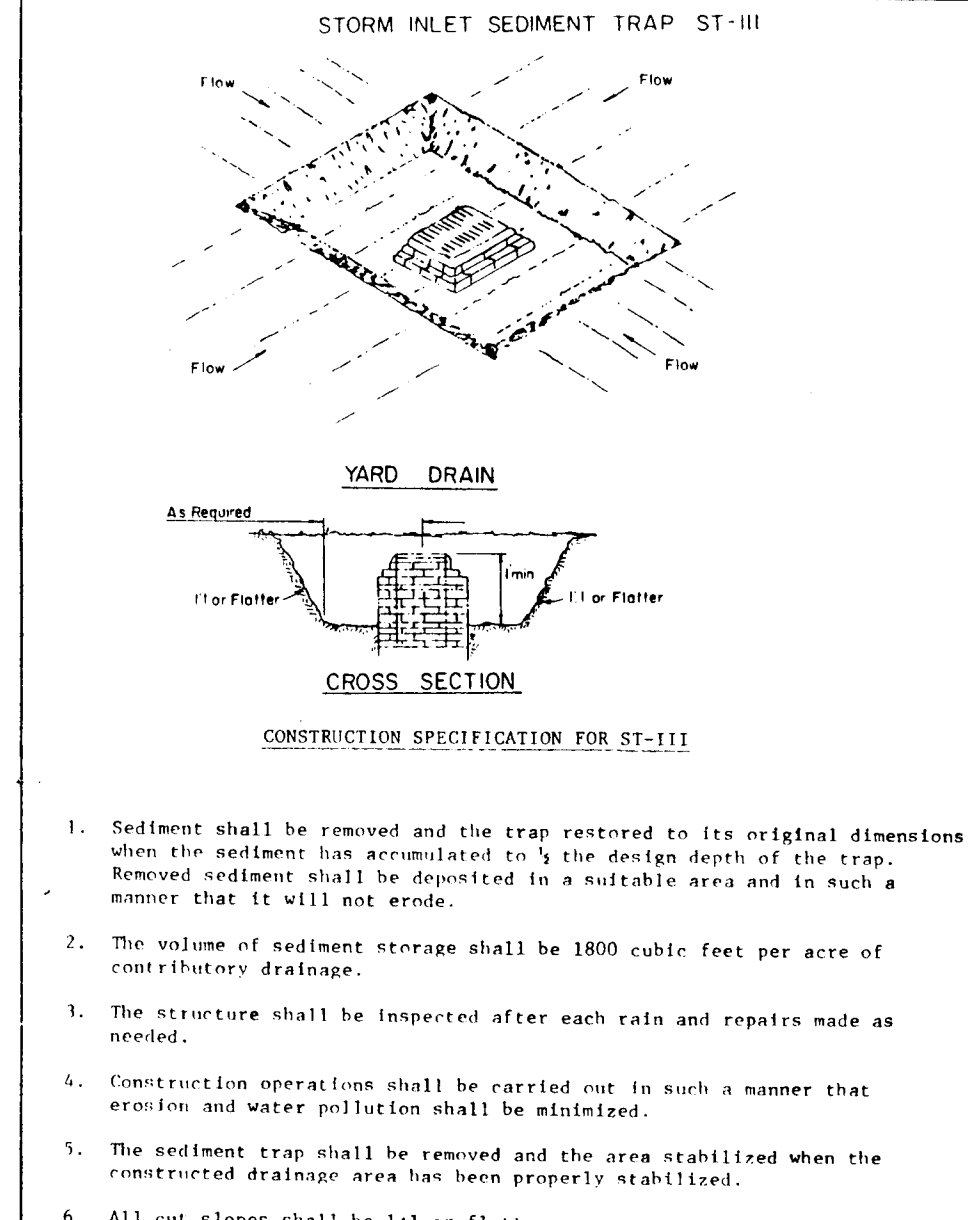 STORM INLET SEDIMENT TRAP ST-III
Flow
Flow
Flow
Flow
YARD DRAIN
As Required
1'min
1:1 or Flatter
1:1 or Flatter
CROSS SECTION
CONSTRUCTION SPECIFICATION FOR ST-III
1. Sediment shall be removed and the trap restored to its original dimensions
when the sediment has accumulated to ½ the design depth of the trap.
Removed sediment shall be deposited in a suitable area and in such a
manner that it will not erode.
2. The volume of sediment storage shall be 1800 cubic feet per acre of
contributory drainage.
3. The structure shall be inspected after each rain and repairs made as
needed.
4. Construction operations shall be carried out in such a manner that
erosion and water pollution shall be minimized.
5. The sediment trap shall be removed and the area stabilized when the
constructed drainage area has been properly stabilized.
6. All cut slopes shall be 1:1 or